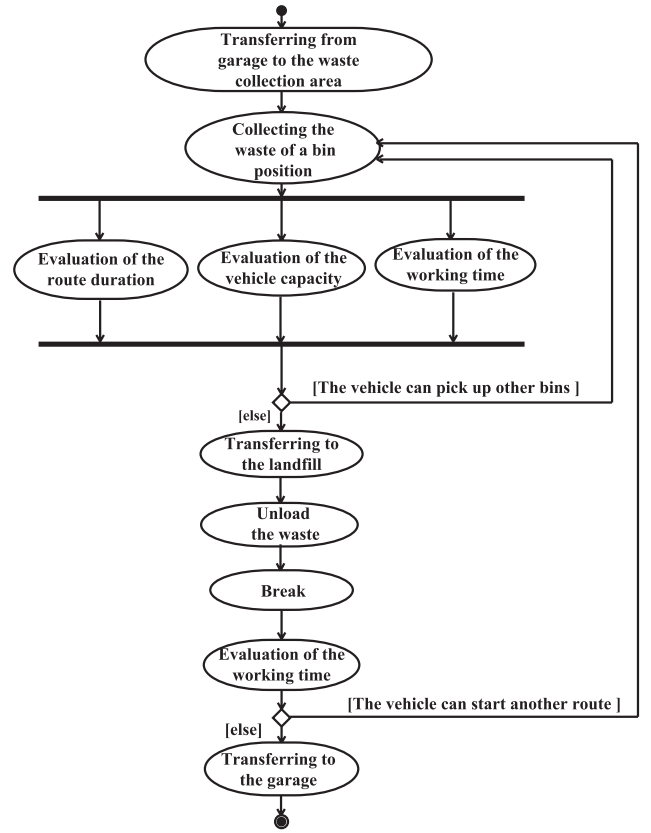 Transferring from
garage to the waste
collection area
Collecting the
waste of a bin
position
Evaluation of the
route duration
Evaluation of the
vehicle capacity
Evaluation of the
working time
[The vehicle can pick up other bins ]
[else]
Transferring to
the landfill
Unload
the waste
Break
Evaluation of the
working time
[The vehicle can start another route ]
[else]
Transferring to
the garage